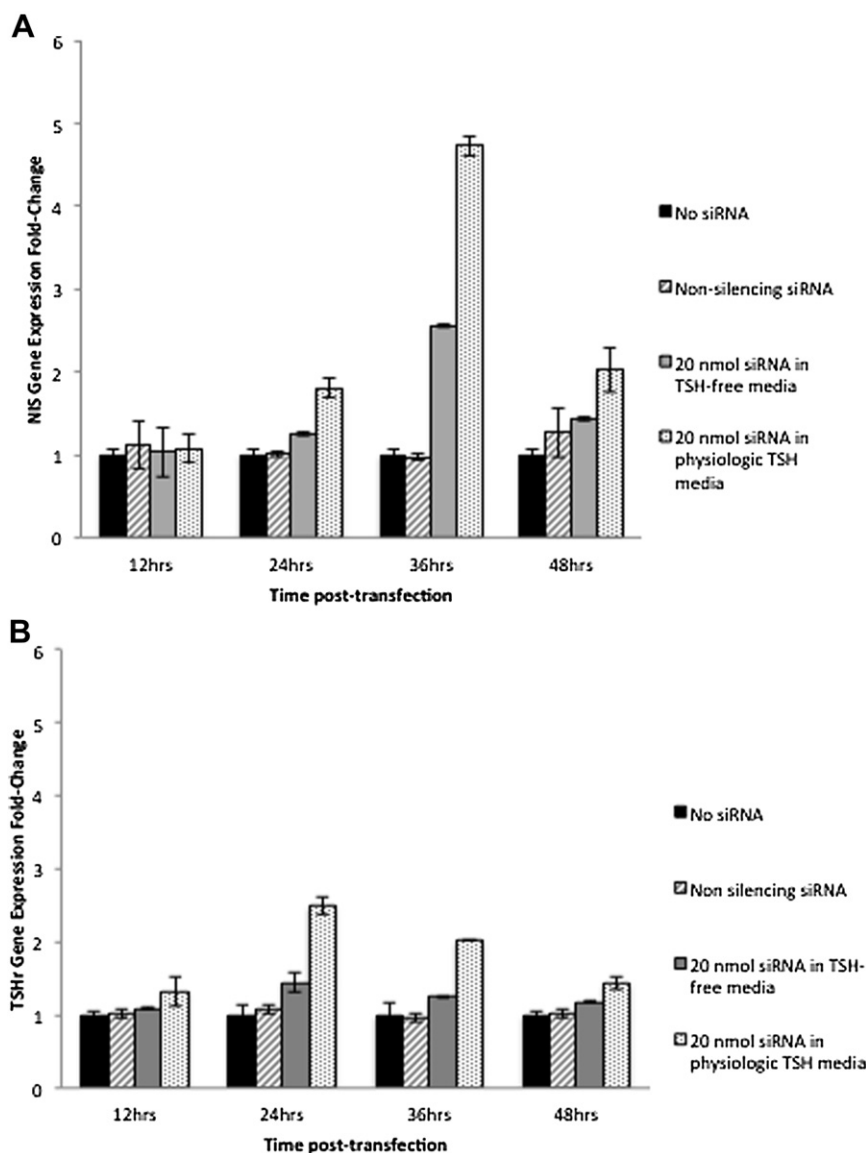 A
6
5
4
3
2
1
0
NIS Gene Expression Fold-Change
12hrs
24hrs
36hrs
48hrs
Time post-transfection
No siRNA
Non-silencing siRNA
20 nmol siRNA in
TSH-free media
20 nmol siRNA in
physiologic TSH
media
B
6
5
4
3
2
1
0
TSHr Gene Expression Fold-Change
12hrs
24hrs
36hrs
48hrs
Time post-transfection
No siRNA
Non silencing siRNA
20 nmol siRNA in TSH-
free media
20 nmol siRNA in
physiologic TSH media